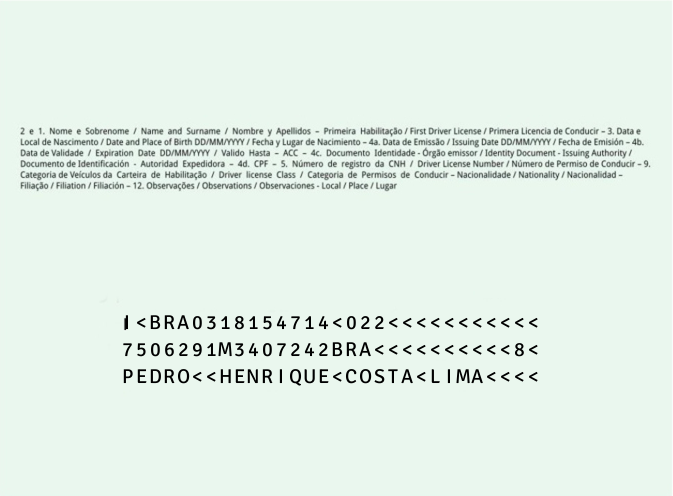 2 e 1. Nome e Sobrenome / Name and Surname / Nombre y Apellidos – Primeira Habilitação / First Driver License / Primera Licencia de Conducir – 3. Data e
Local de Nascimento / Date and Place of Birth DD/MM/YYYY / Fecha y Lugar de Nacimiento – 4a. Data de Emissão / Issuing Date DD/MM/YYYY / Fecha de Emisión – 4b.
Data de Validade / Expiration Date DD/MM/YYYY / Valido Hasta – ACC – 4c. Documento Identidade - Órgão emissor / Identity Document - Issuing Authority /
Documento de Identificación - Autoridad Expedidora – 4d. CPF – 5. Número de registro da CNH / Driver License Number / Número de Permiso de Conducir – 9.
Categoria de Veículos da Carteira de Habilitação / Driver license Class / Categoria de Permisos de Conducir – Nacionalidade / Nationality / Nacionalidad –
Filiação / Filiation / Filiación – 12. Observações / Observations / Observaciones - Local / Place / Lugar
I<BRA0318154714<022<<<<<<<<<<<
7506291M3407242BRA<<<<<<<<<<8<
PEDRO<<HENRIQUE<COSTA<LIMA<<<<